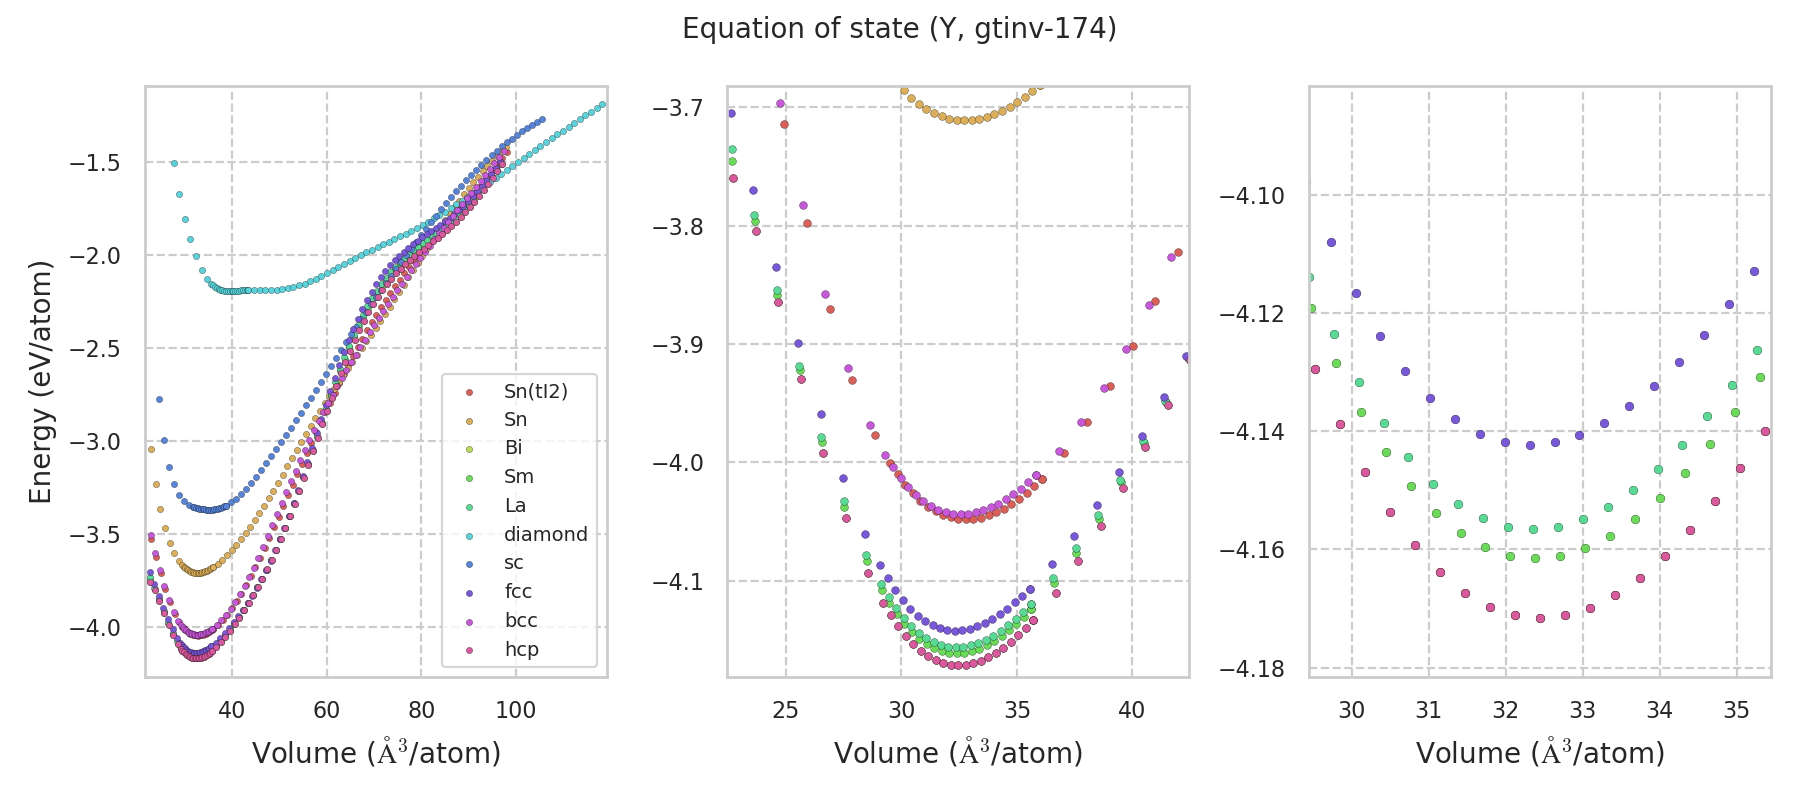 Equation of state (Y, gtinv-174)
Energy (eV/atom)
−1.5
−2.0
−2.5
−3.0
−3.5
−4.0
40 60 80 100
Volume (Å³/atom)
Sn(tI2)
Sn
Bi
Sm
La
diamond
sc
fcc
bcc
hcp
−3.7
−3.8
−3.9
−4.0
−4.1
25 30 35 40
Volume (Å³/atom)
−4.10
−4.12
−4.14
−4.16
−4.18
30 31 32 33 34 35
Volume (Å³/atom)